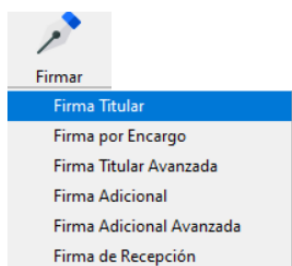 Firmar
Firma Titular
Firma por Encargo
Firma Titular Avanzada
Firma Adicional
Firma Adicional Avanzada
Firma de Recepción